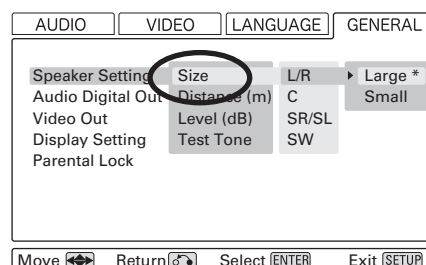 AUDIO VIDEO LANGUAGE GENERAL
Speaker Setting Size L/R Large *
Audio Digital Out Distance (m) C Small
Video Out Level (dB) SR/SL
Display Setting Test Tone SW
Parental Lock
Move Return Select ENTER Exit SETUP